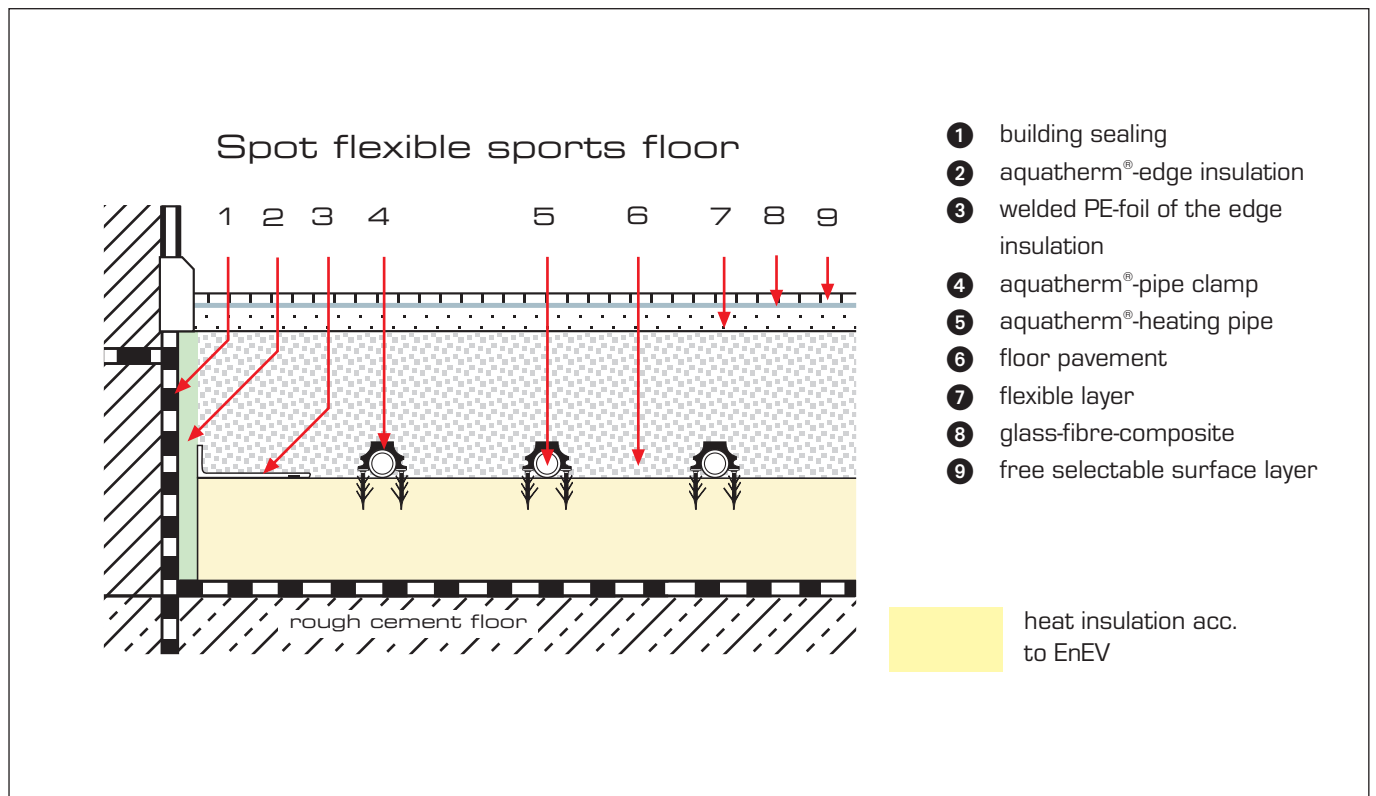 Spot flexible sports floor
1 2 3 4 5 6 7 8 9
rough cement floor
1 building sealing
2 aquatherm®-edge insulation
3 welded PE-foil of the edge
insulation
4 aquatherm®-pipe clamp
5 aquatherm®-heating pipe
6 floor pavement
7 flexible layer
8 glass-fibre-composite
9 free selectable surface layer
heat insulation acc.
to EnEV